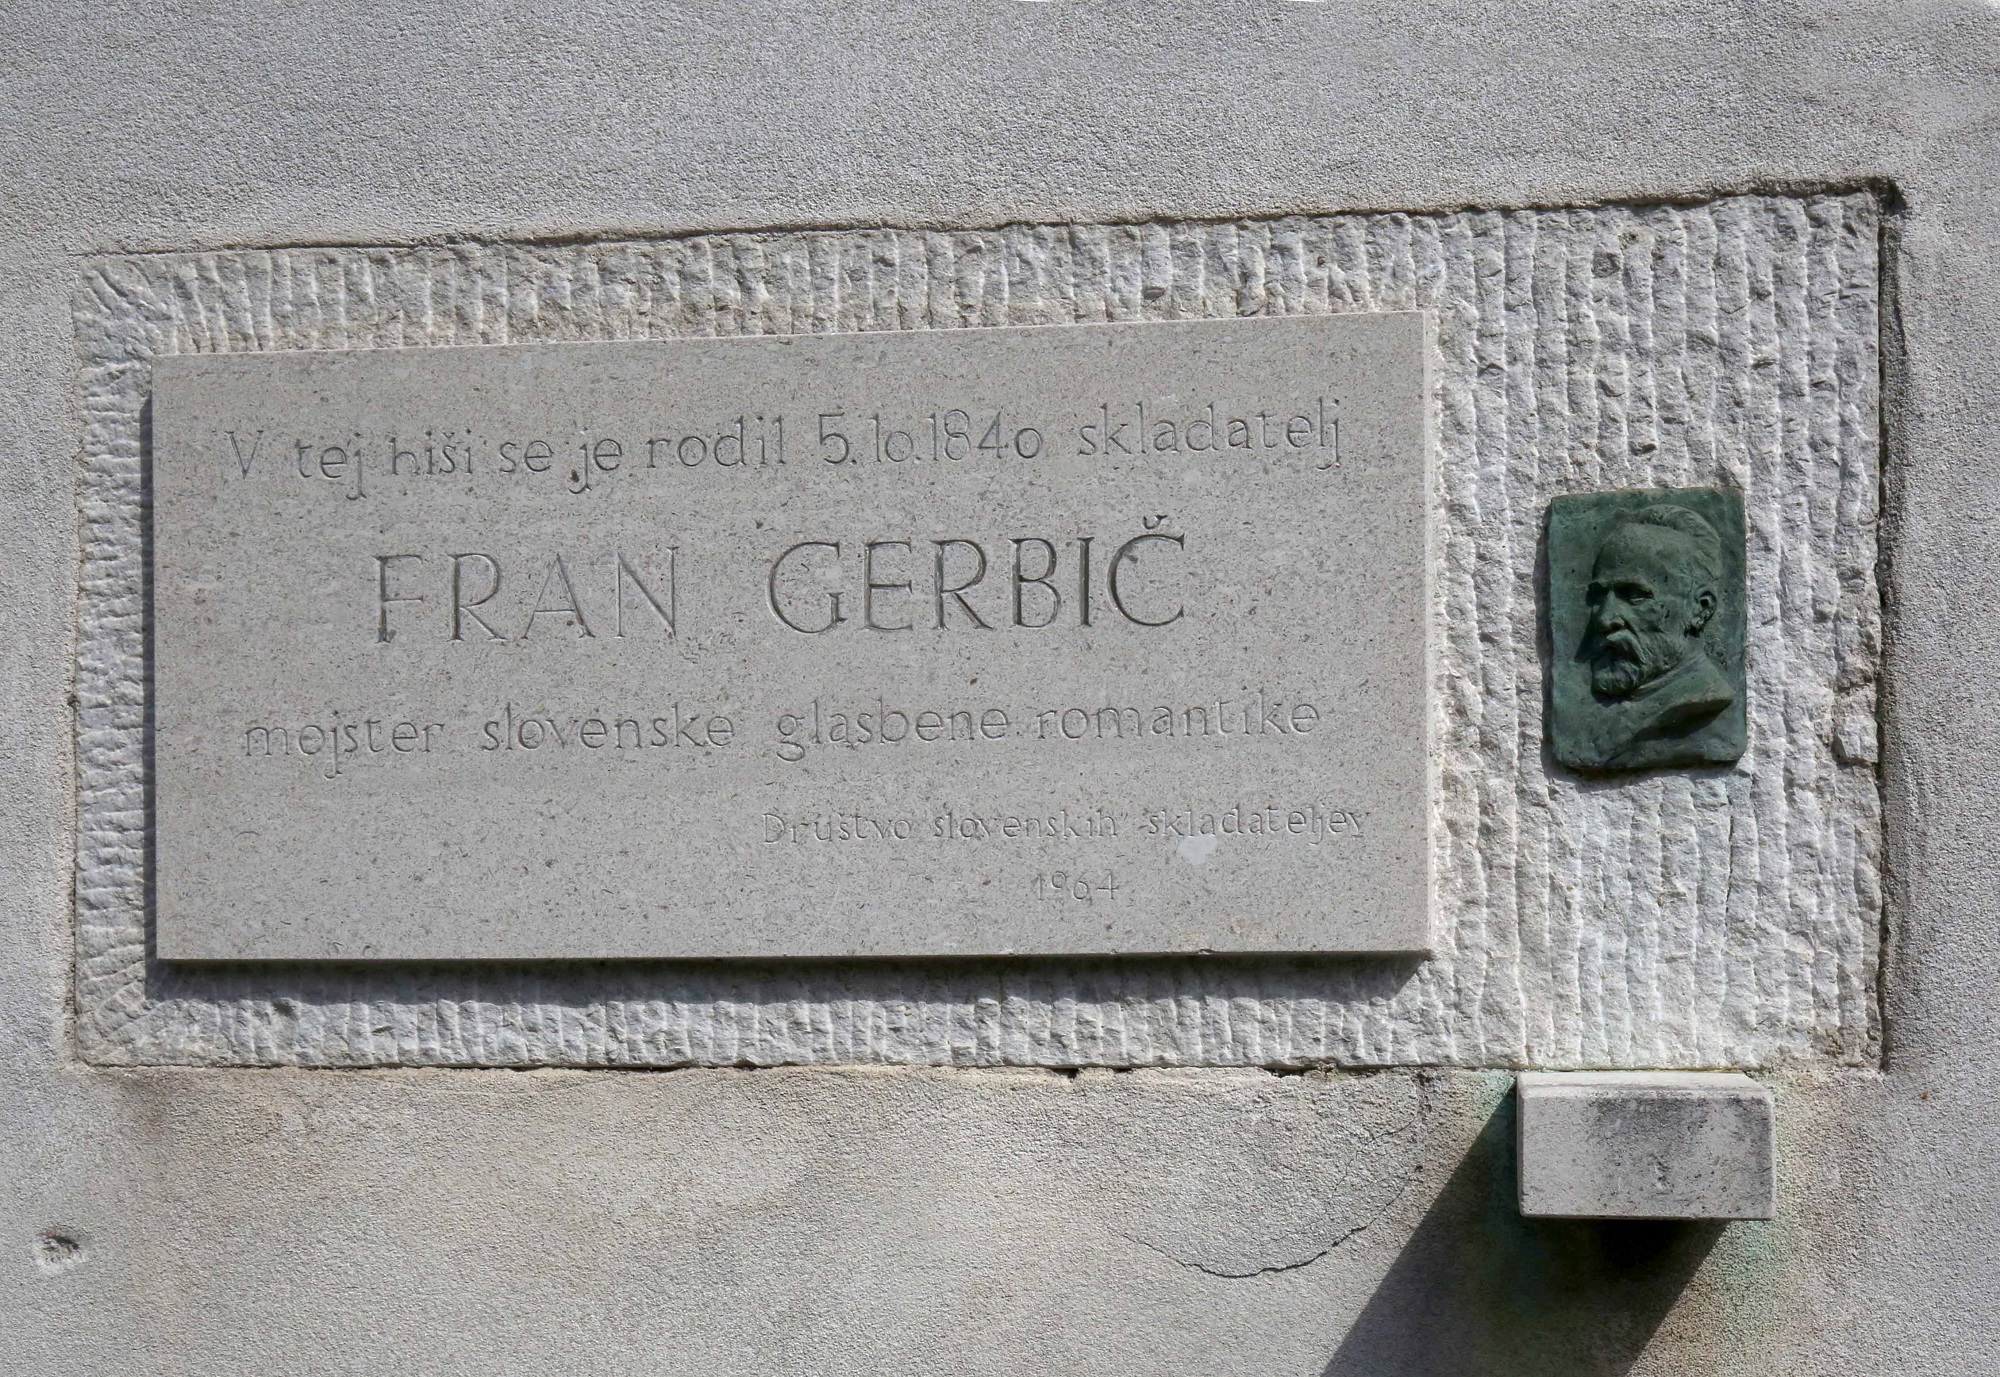 V tej hiši se je rodil 5.10.1840 skladatelj
FRAN GERBIČ
mojster slovenske glasbene romantike
Društvo slovenskih skladateljev
1964